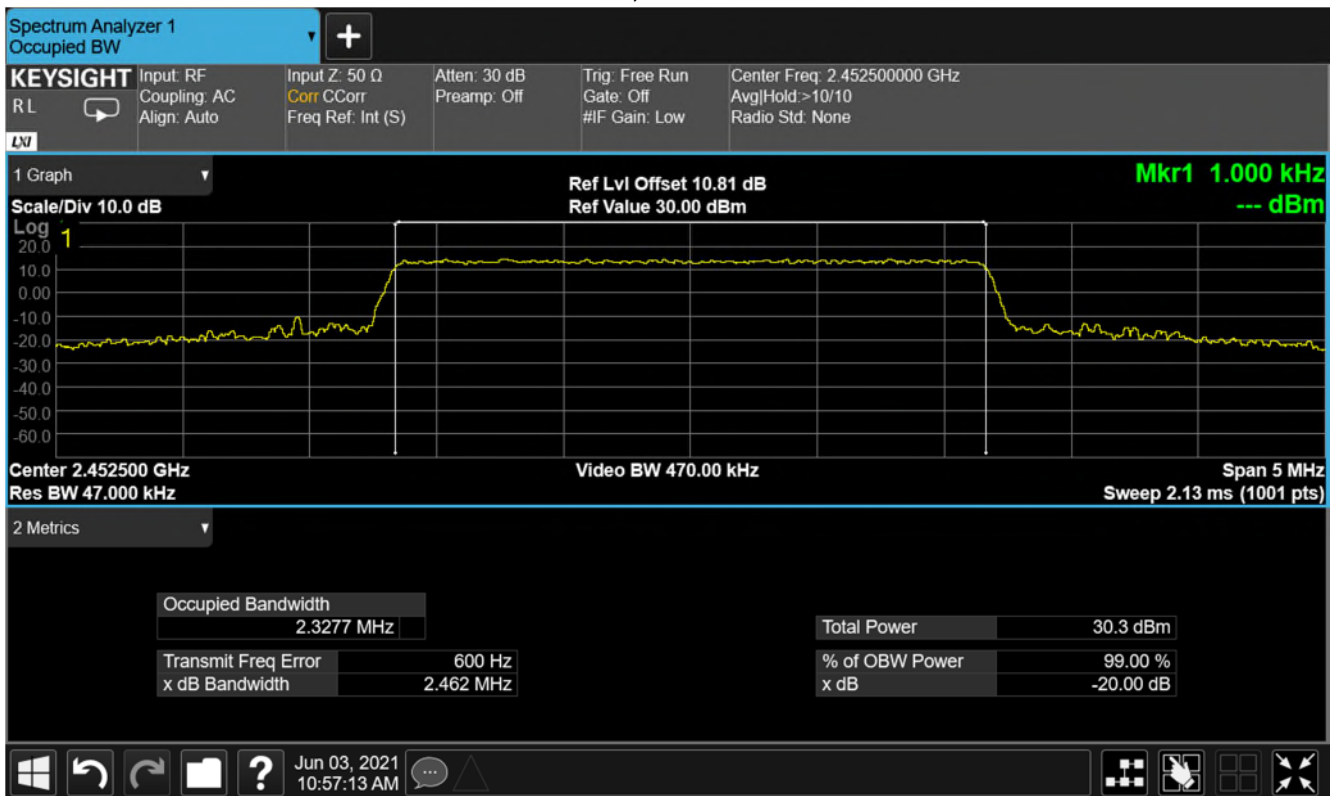 Spectrum Analyzer 1
Occupied BW
+
KEYSIGHT
R L
LXI
Input: RF
Coupling: AC
Align: Auto
Input Z: 50 Ω
Corr CCorr
Freq Ref: Int (S)
Atten: 30 dB
Preamp: Off
Trig: Free Run
Gate: Off
#IF Gain: Low
Center Freq: 2.452500000 GHz
Avg|Hold:>10/10
Radio Std: None
1 Graph
Scale/Div 10.0 dB
Ref Lvl Offset 10.81 dB
Ref Value 30.00 dBm
Mkr1 1.000 kHz
--- dBm
Log
1
20.0
10.0
0.00
-10.0
-20.0
-30.0
-40.0
-50.0
-60.0
Center 2.452500 GHz
Video BW 470.00 kHz
Span 5 MHz
Res BW 47.000 kHz
Sweep 2.13 ms (1001 pts)
2 Metrics
Occupied Bandwidth
2.3277 MHz
Total Power 30.3 dBm
Transmit Freq Error 600 Hz
% of OBW Power 99.00 %
x dB Bandwidth 2.462 MHz
x dB -20.00 dB
?
Jun 03, 2021
10:57:13 AM